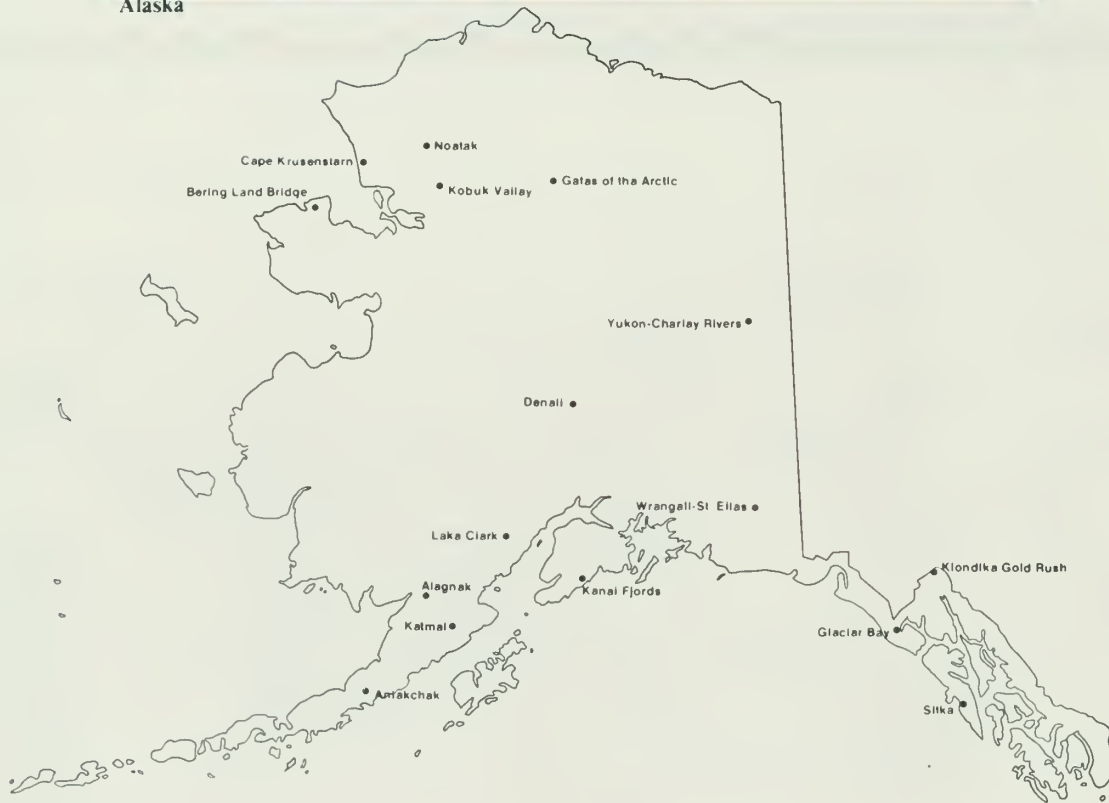 Alaska
Noatak
Cape Krusenstarn
Gatas of tha Arctic
Kobuk Vallay
Bering Land Bridge
Yukon-Charlay Rivers
Denali
Wrangall-St Elias
Laka Clark
Klondika Gold Rush
Kanai Fjords
Alagnak
Katmai
Glaciar Bay
Aniakchak
Sitka